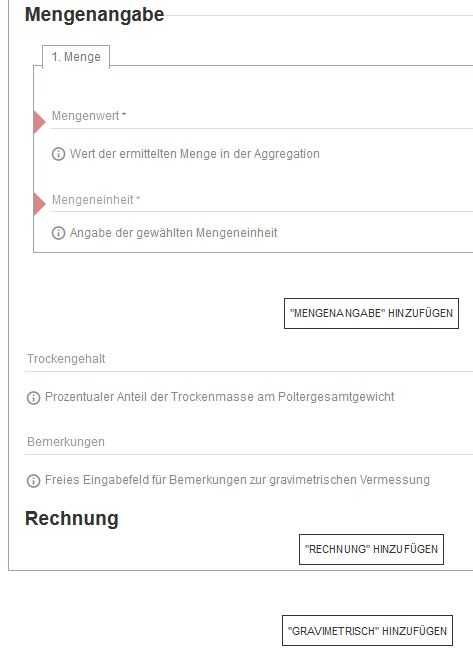 Mengenangabe
1. Menge
Mengenwert *
Wert der ermittelten Menge in der Aggregation
Mengeneinheit *
Angabe der gewählten Mengeneinheit
"MENGENANGABE" HINZUFÜGEN
Trockengehalt
Prozentualer Anteil der Trockenmasse am Poltergesamtgewicht
Bemerkungen
Freies Eingabefeld für Bemerkungen zur gravimetrischen Vermessung
Rechnung
"RECHNUNG" HINZUFÜGEN
"GRAVIMETRISCH" HINZUFÜGEN